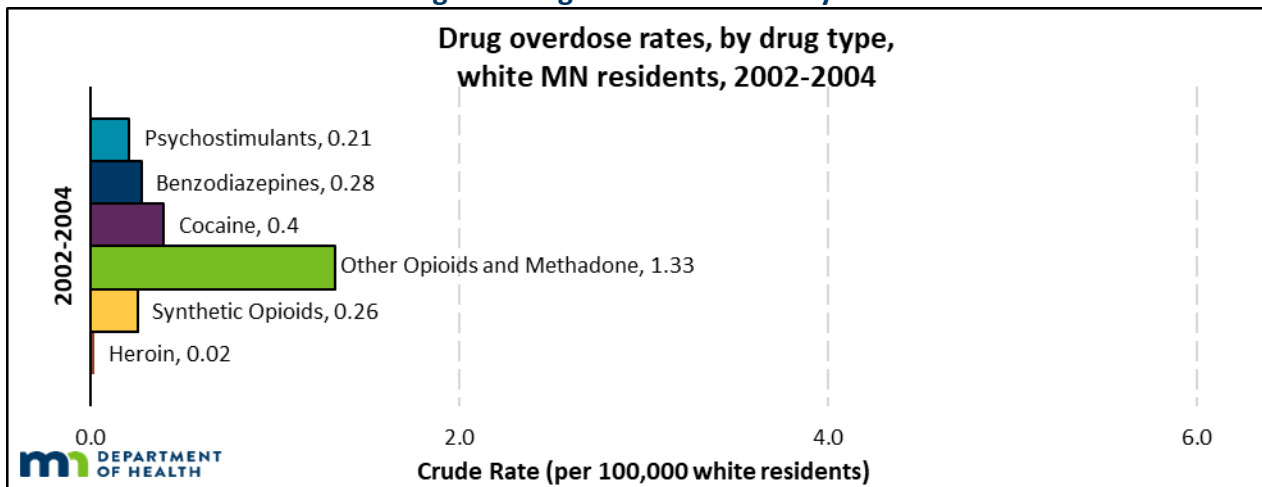 Drug overdose rates, by drug type,
white MN residents, 2002-2004
2002-2004
Psychostimulants, 0.21
Benzodiazepines, 0.28
Cocaine, 0.4
Other Opioids and Methadone, 1.33
Synthetic Opioids, 0.26
Heroin, 0.02
0.0 2.0 4.0 6.0
Crude Rate (per 100,000 white residents)
mn DEPARTMENT
OF HEALTH